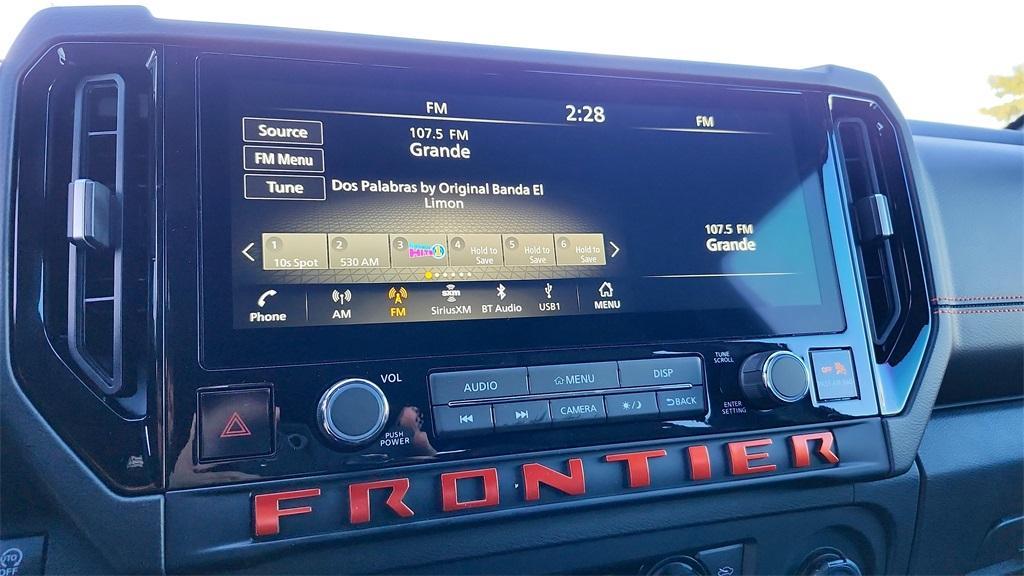 FM
2:28
FM
Source
107.5 FM
Grande
FM Menu
Tune
Dos Palabras by Original Banda El
Limon
107.5 FM
Grande
1
10s Spot
2
530 AM
3
4
Hold to
Save
5
Hold to
Save
6
Hold to
Save
Phone
AM
FM
sxm
SiriusXM
BT Audio
USB1
MENU
VOL
PUSH
POWER
AUDIO
MENU
DISP
CAMERA
BACK
TUNE
SCROLL
ENTER
SETTING
OFF
FRONTIER
OFF